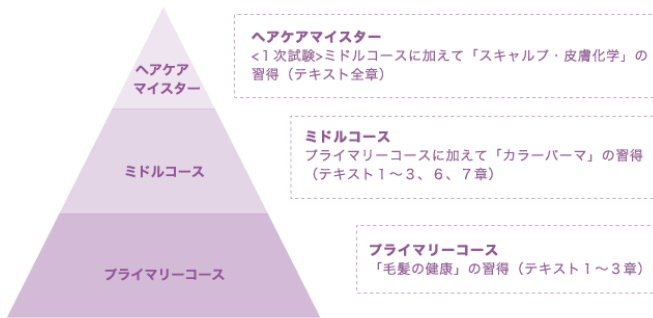 ヘアケア
マイスター
ヘアケアマイスター
<１次試験>ミドルコースに加えて「スキャルプ・皮膚化学」の
習得（テキスト全章）
ミドルコース
ミドルコース
プライマリーコースに加えて「カラーパーマ」の習得
（テキスト１～３、６、７章）
プライマリーコース
プライマリーコース
「毛髪の健康」の習得（テキスト１～３章）